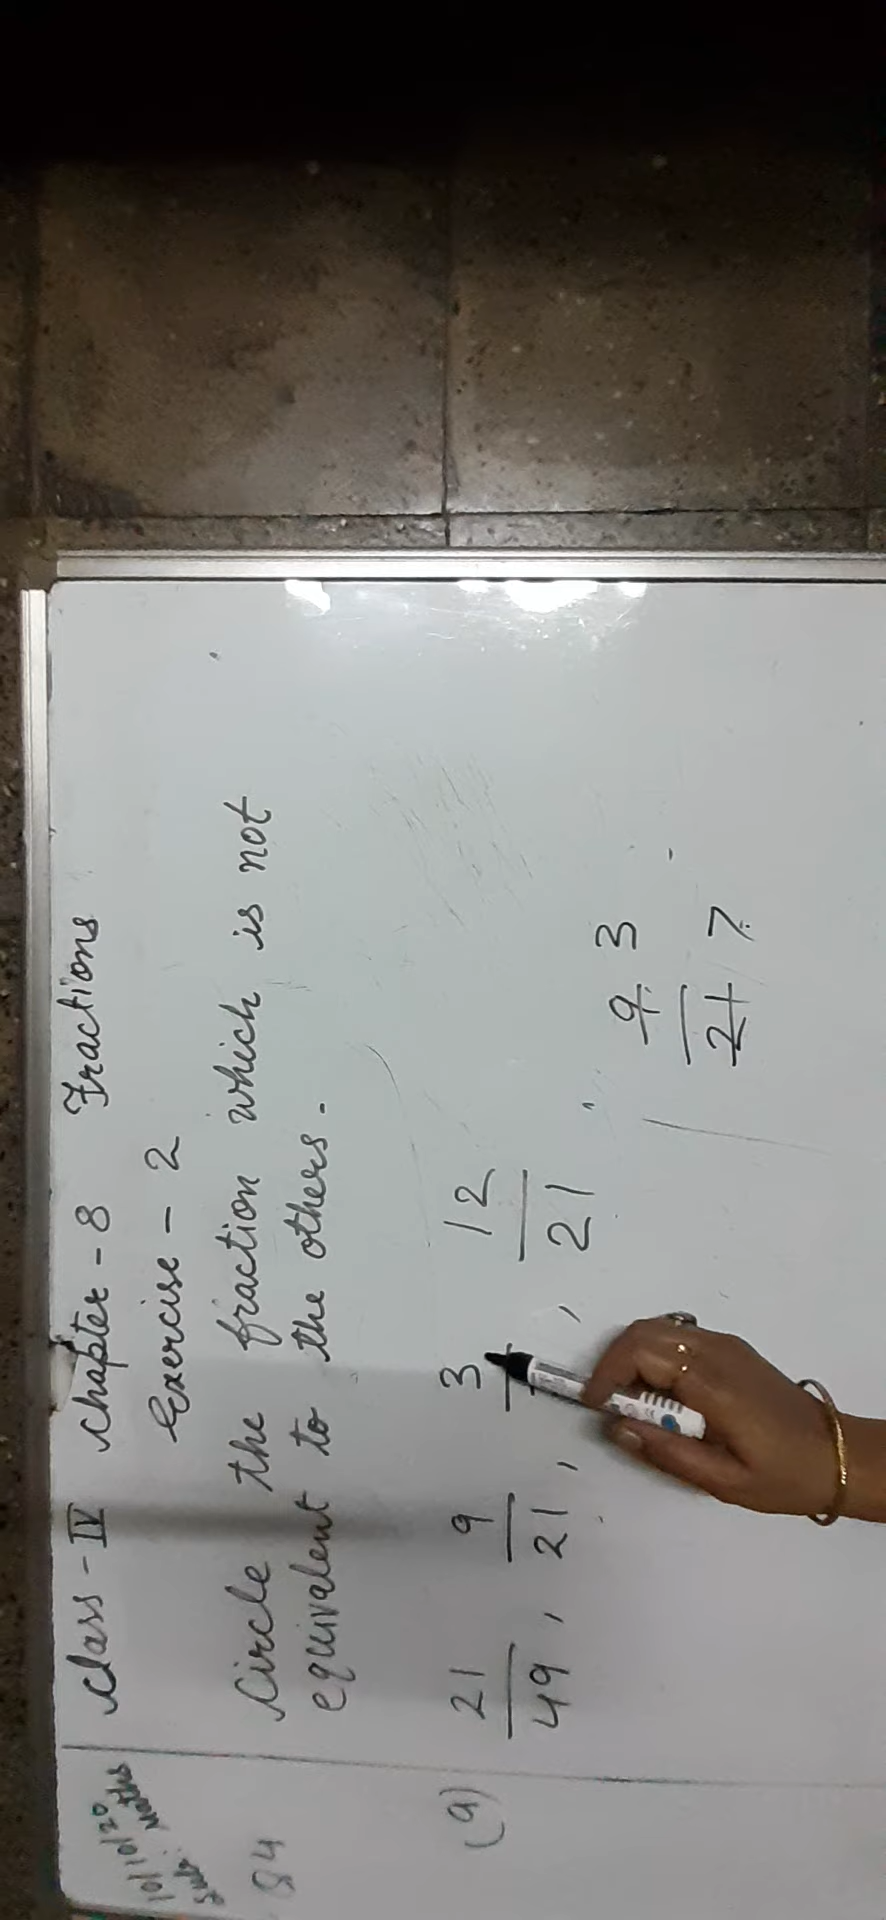 10/10/20
Sub: Maths
Class - IV Chapter - 8 Fractions
Exercise - 2
Q4 Circle the fraction which is not
equivalent to the others.
(a) 21/49, 9/21, 3/, 12/21
9 3
21 7